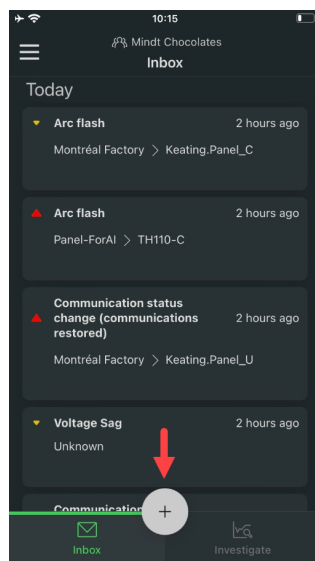 10:15
Mindt Chocolates
Inbox
Today
Arc flash 2 hours ago
Montréal Factory > Keating.Panel_C
Arc flash 2 hours ago
Panel-ForAI > TH110-C
Communication status
change (communications 2 hours ago
restored)
Montréal Factory > Keating.Panel_U
Voltage Sag 2 hours ago
Unknown
+
Inbox Investigate